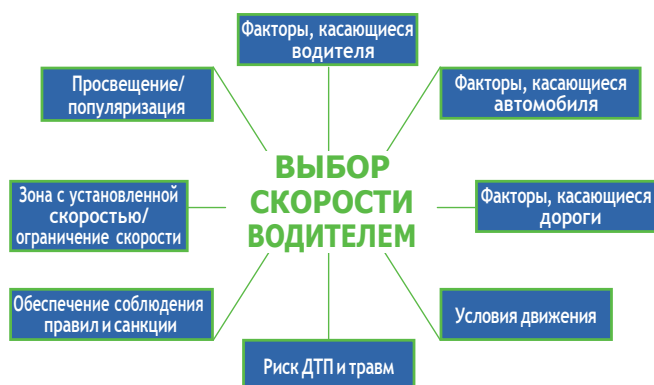 Факторы, касающиеся
водителя
Просвещение/
популяризация
Факторы, касающиеся
автомобиля
ВЫБОР
СКОРОСТИ
ВОДИТЕЛЕМ
Зона с установленной
скоростью/
ограничение скорости
Факторы, касающиеся
дороги
Обеспечение соблюдения
правил и санкции
Условия движения
Риск ДТП и травм